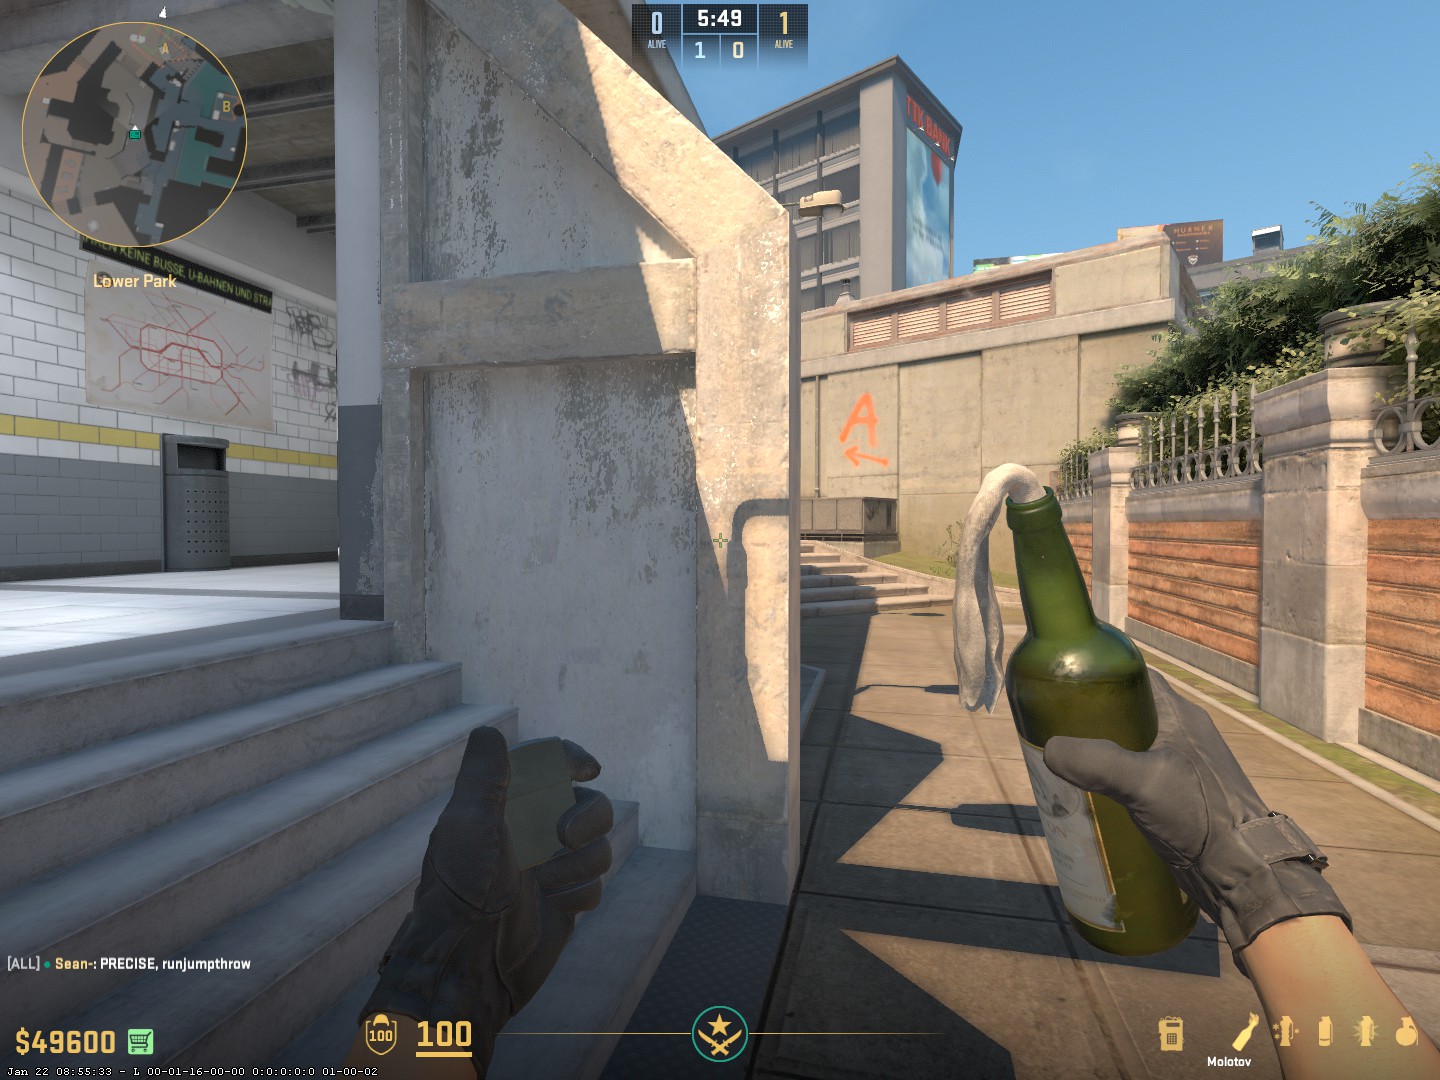 0
5:49
1
ALIVE
1
0
ALIVE
A
B
Lower Park
KEINE BUSSE, U-BAHNEN UND STRA
TTK BANK
HURNER
A
[ALL] Sean-: PRECISE, runjumpthrow
$49600
100
100
Molotov
Jan 22 08:55:33 - L 00-01-16-00-00 0:0:0:0:0 01-00-02